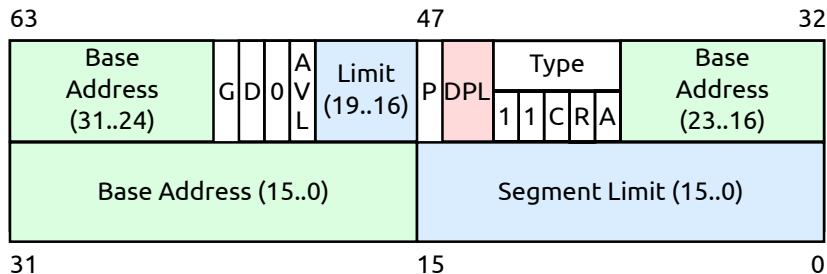 63 47 32
Base
Address
(31..24)
G
D
0
A
V
L
Limit
(19..16)
P
DPL
Type
1 1 C R A
Base
Address
(23..16)
Base Address (15..0)
Segment Limit (15..0)
31 15 0